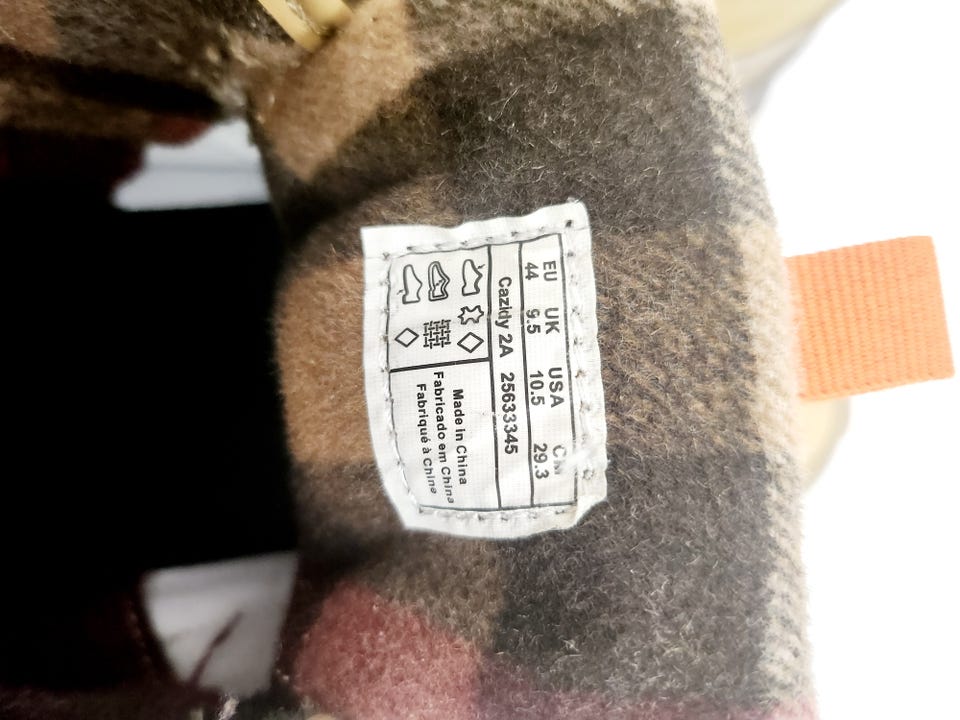 EU UK USA CM
44 9.5 10.5 29.3
Cazidy 2A 25633345
Made in China
Fabricado em China
Fabriqué à Chine